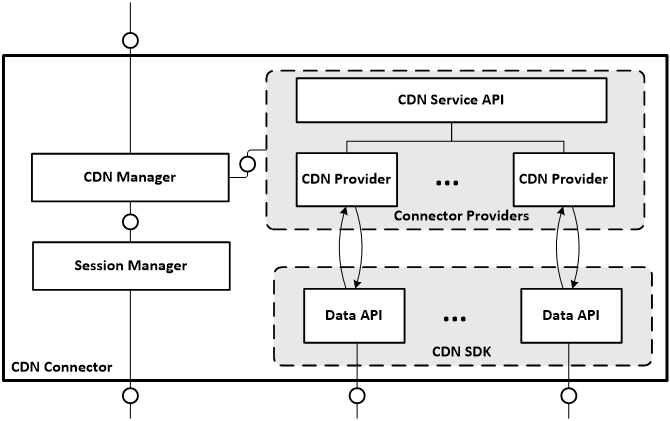 CDN Service API
CDN Manager
CDN Provider
...
CDN Provider
Connector Providers
Session Manager
Data API
...
Data API
CDN SDK
CDN Connector